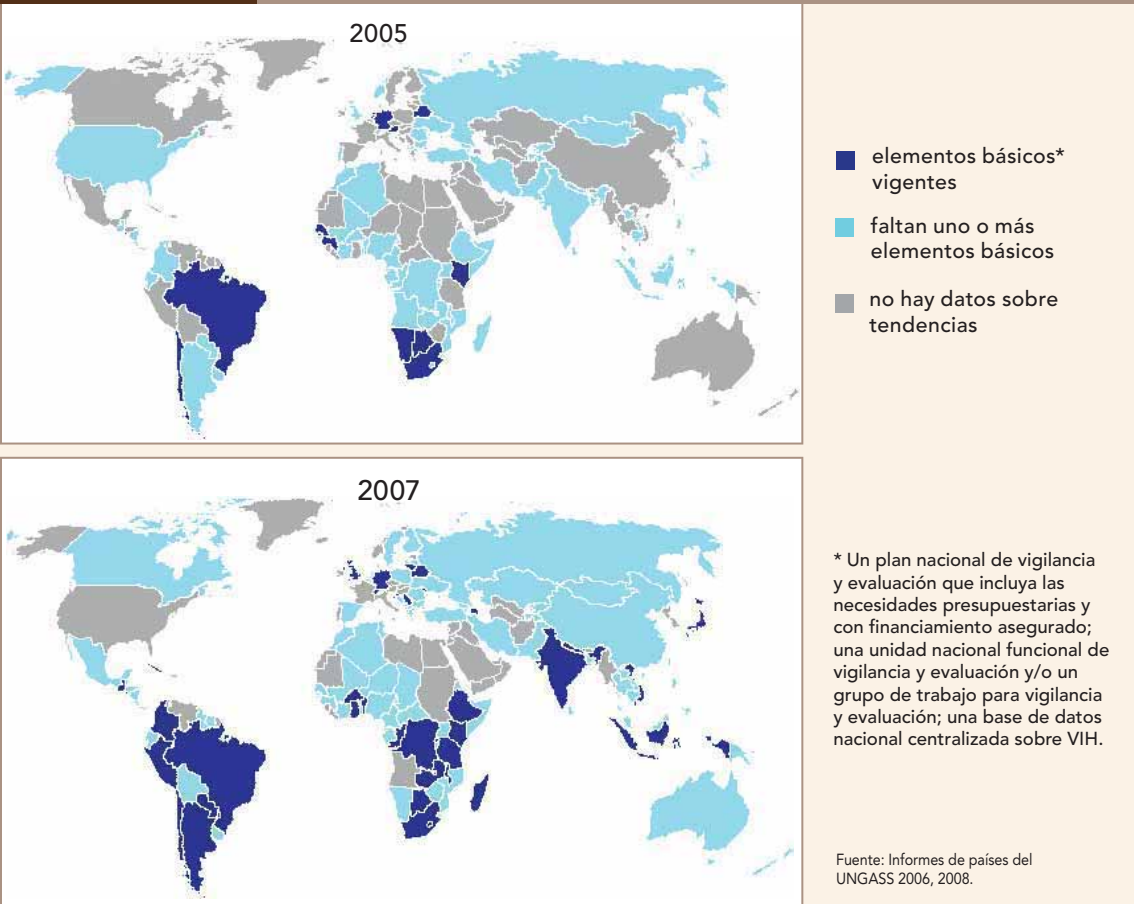 2005
elementos básicos*
vigentes
faltan uno o más
elementos básicos
no hay datos sobre
tendencias
2007
* Un plan nacional de vigilancia
y evaluación que incluya las
necesidades presupuestarias y
con financiamiento asegurado;
una unidad nacional funcional de
vigilancia y evaluación y/o un
grupo de trabajo para vigilancia
y evaluación; una base de datos
nacional centralizada sobre VIH.
Fuente: Informes de países del
UNGASS 2006, 2008.